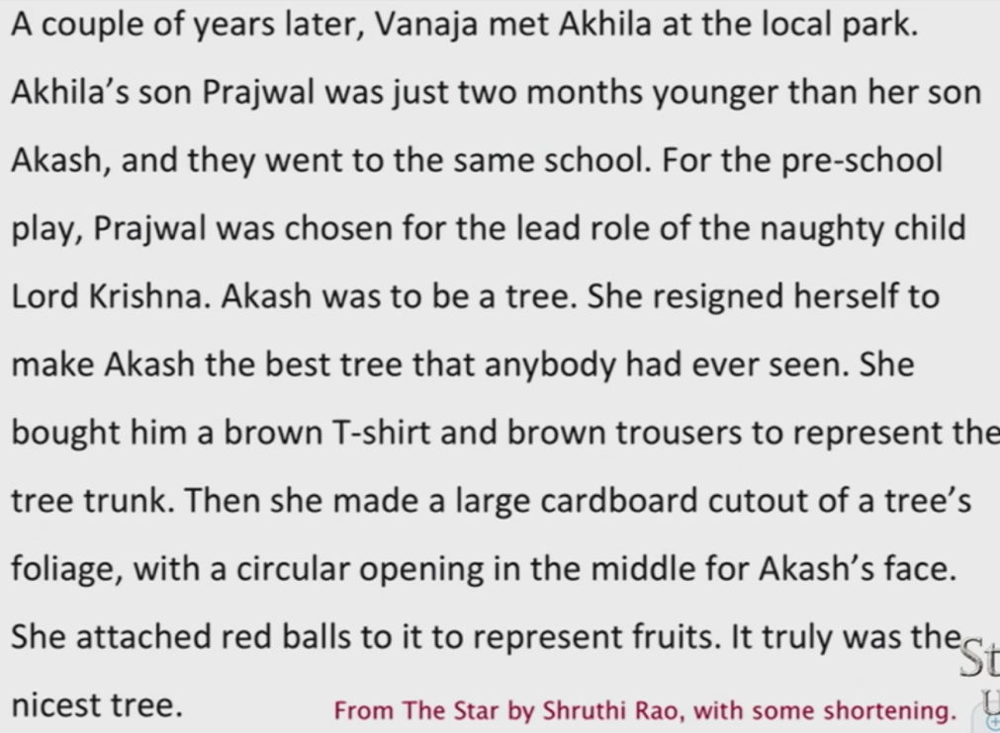 A couple of years later, Vanaja met Akhila at the local park.
Akhila’s son Prajwal was just two months younger than her son
Akash, and they went to the same school. For the pre-school
play, Prajwal was chosen for the lead role of the naughty child
Lord Krishna. Akash was to be a tree. She resigned herself to
make Akash the best tree that anybody had ever seen. She
bought him a brown T-shirt and brown trousers to represent the
tree trunk. Then she made a large cardboard cutout of a tree’s
foliage, with a circular opening in the middle for Akash’s face.
She attached red balls to it to represent fruits. It truly was the
nicest tree.
From The Star by Shruthi Rao, with some shortening.